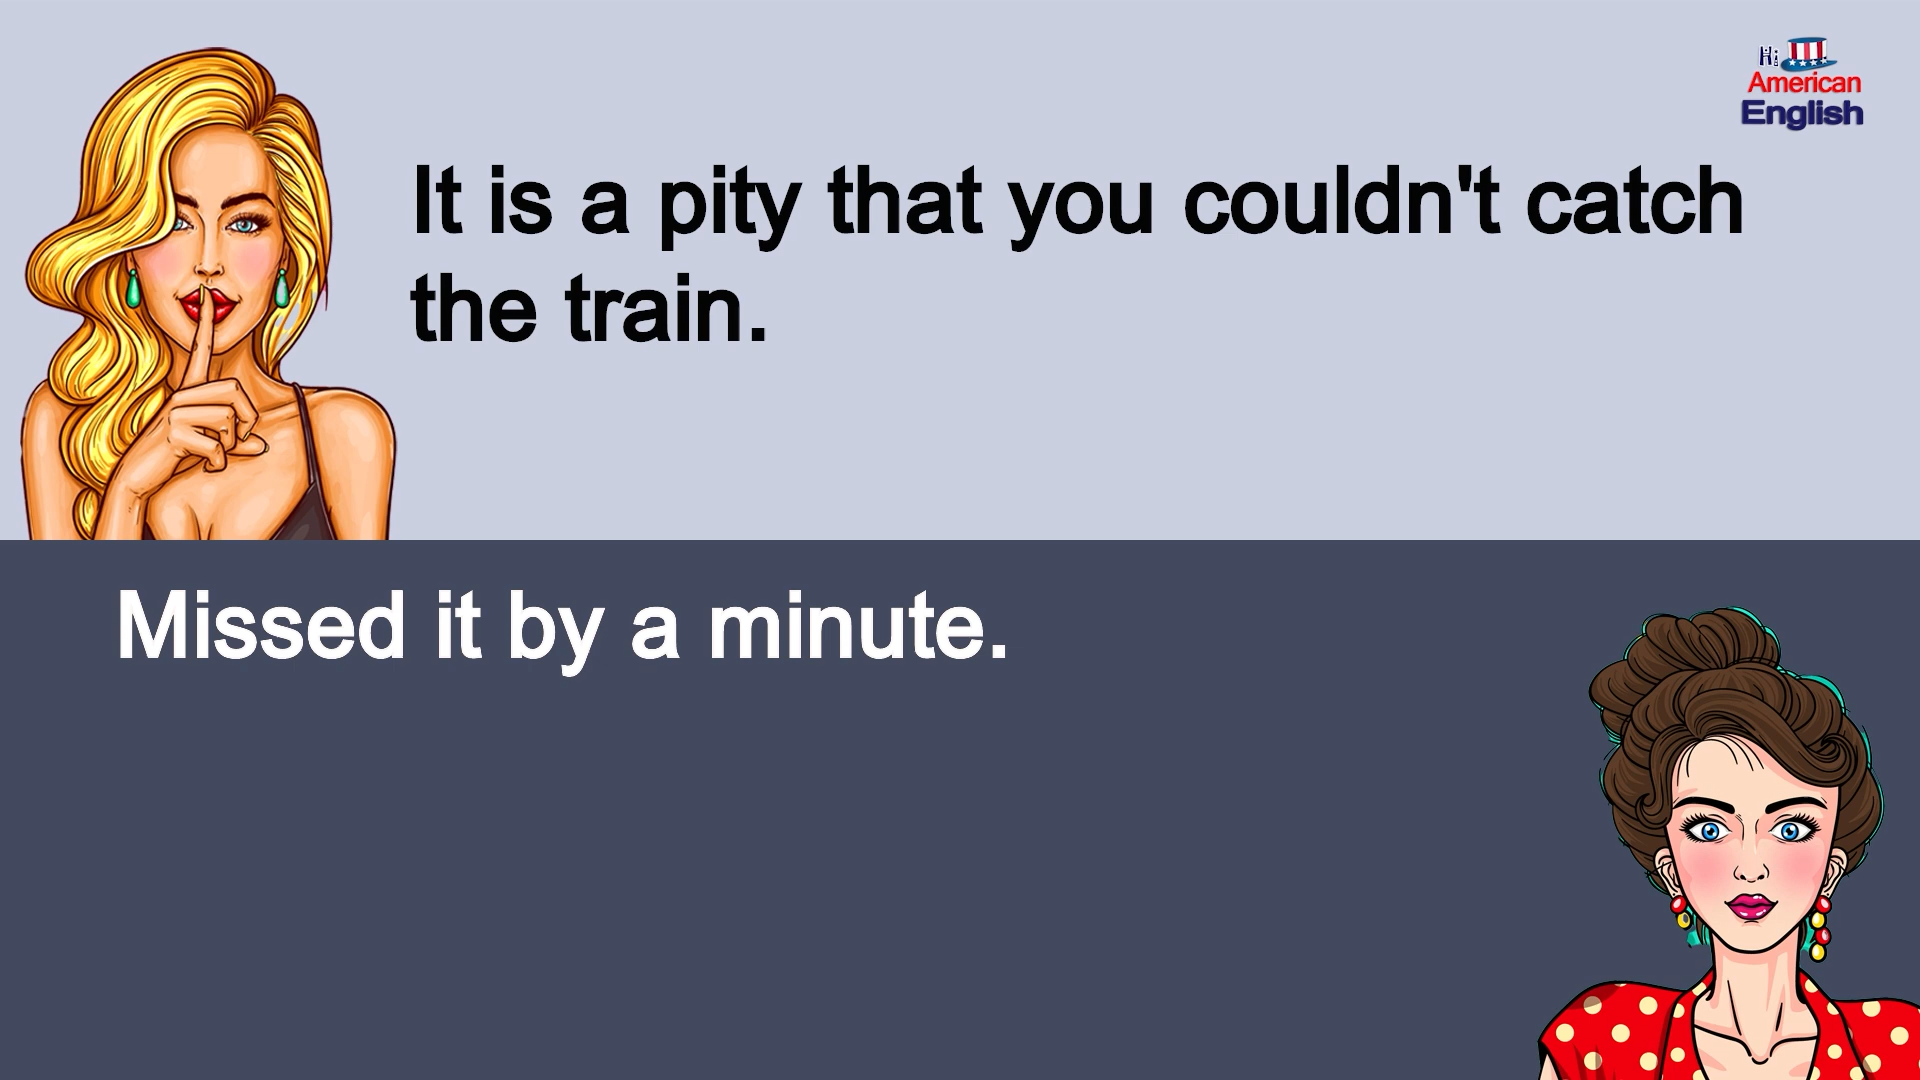 Hi
American
English
It is a pity that you couldn't catch
the train.
Missed it by a minute.